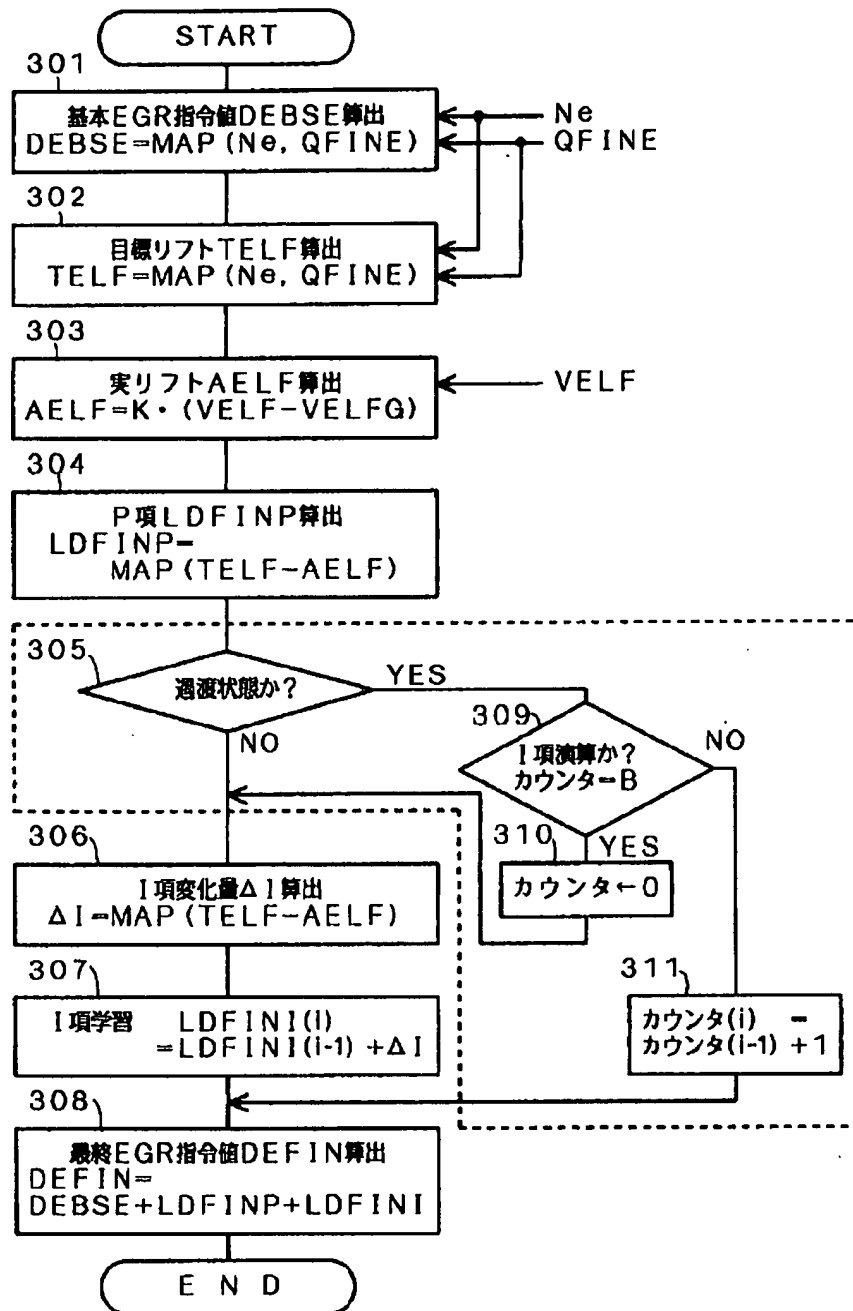 START
301
基本EGR指令値DEBSE算出
DEBSE=MAP(Ne, QFINE)
Ne
QFINE
302
目標リフトTELF算出
TELF=MAP(Ne, QFINE)
303
実リフトAELF算出
AELF=K・(VELF-VELFG)
VELF
304
P項LDFINP算出
LDFINP=
MAP(TELF-AELF)
305
過渡状態か?
YES
NO
309
I項演算か?
カウンタ=B
NO
YES
310
カウンタ←0
306
I項変化量ΔI算出
ΔI=MAP(TELF-AELF)
307
I項学習 LDFINI(i)
=LDFINI(i-1) +ΔI
311
カウンタ(i) =
カウンタ(i-1) +1
308
最終EGR指令値DEFIN算出
DEFIN=
DEBSE+LDFINP+LDFINI
END